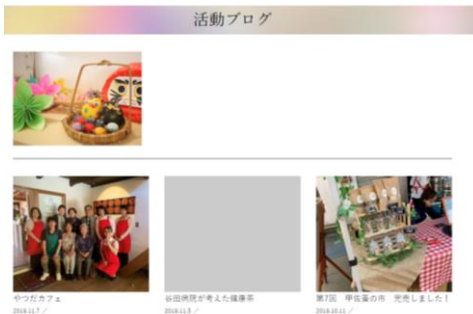 活動ブログ
やつだカフェ
谷田病院が考えた健康茶
第7回 甲佐蚤の市 完売しました！
2018.11.7 ／
2018.11.5 ／
2018.10.11 ／